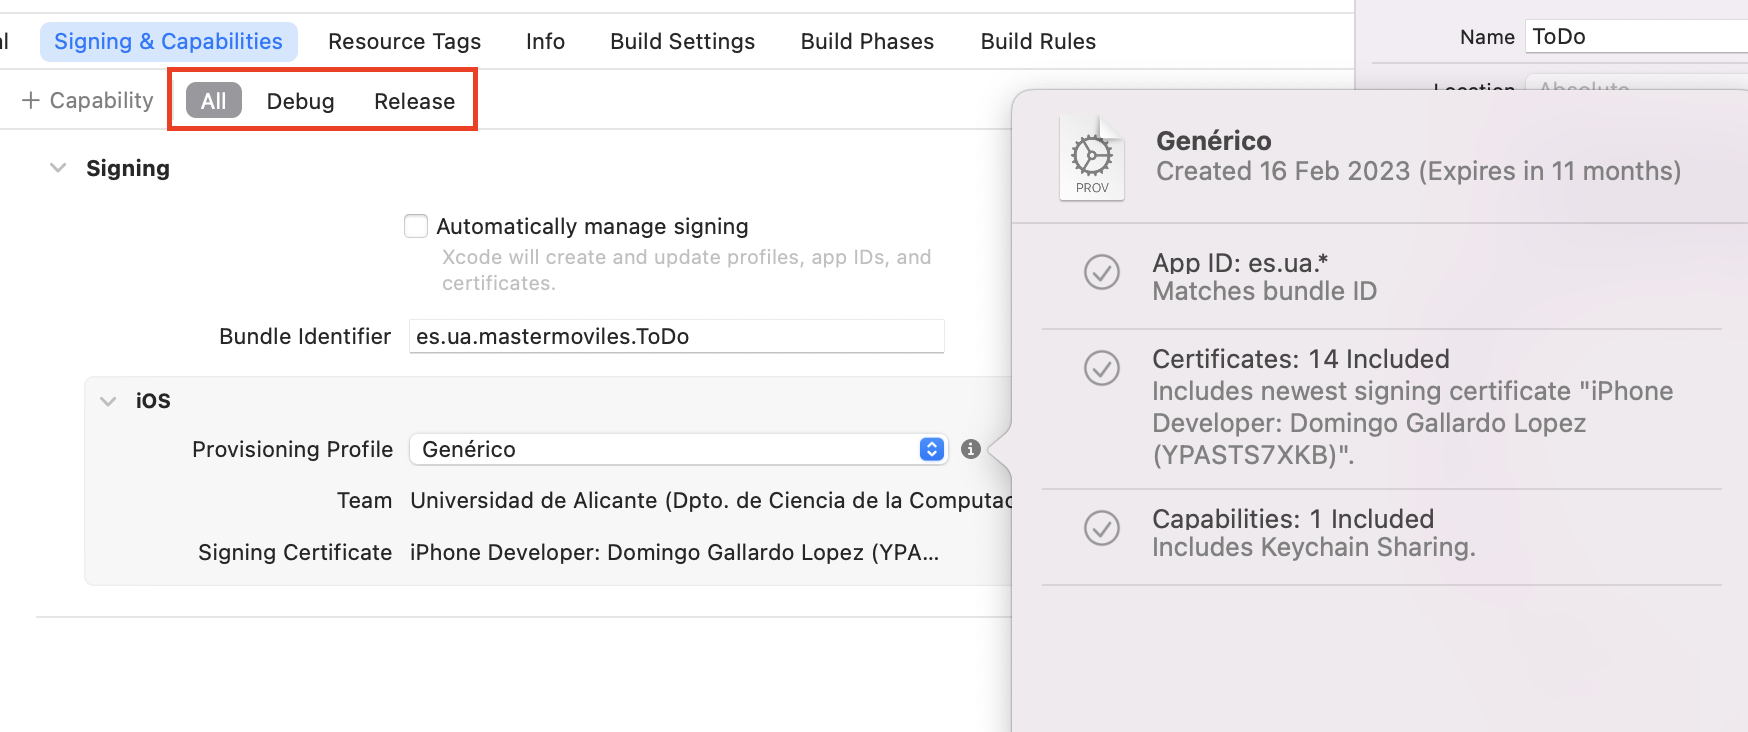 Signing & Capabilities Resource Tags Info Build Settings Build Phases Build Rules
+ Capability All Debug Release
Signing
Automatically manage signing
Xcode will create and update profiles, app IDs, and
certificates.
Bundle Identifier es.ua.mastermoviles.ToDo
iOS
Provisioning Profile Genérico
Team Universidad de Alicante (Dpto. de Ciencia de la
Signing Certificate iPhone Developer: Domingo Gallardo Lopez (YPA...
Name ToDo
Location Absolute
PROV
Genérico
Created 16 Feb 2023 (Expires in 11 months)
App ID: es.ua.*
Matches bundle ID
Certificates: 14 Included
Includes newest signing certificate "iPhone
Developer: Domingo Gallardo Lopez
(YPASTS7XKB)".
Capabilities: 1 Included
Includes Keychain Sharing.